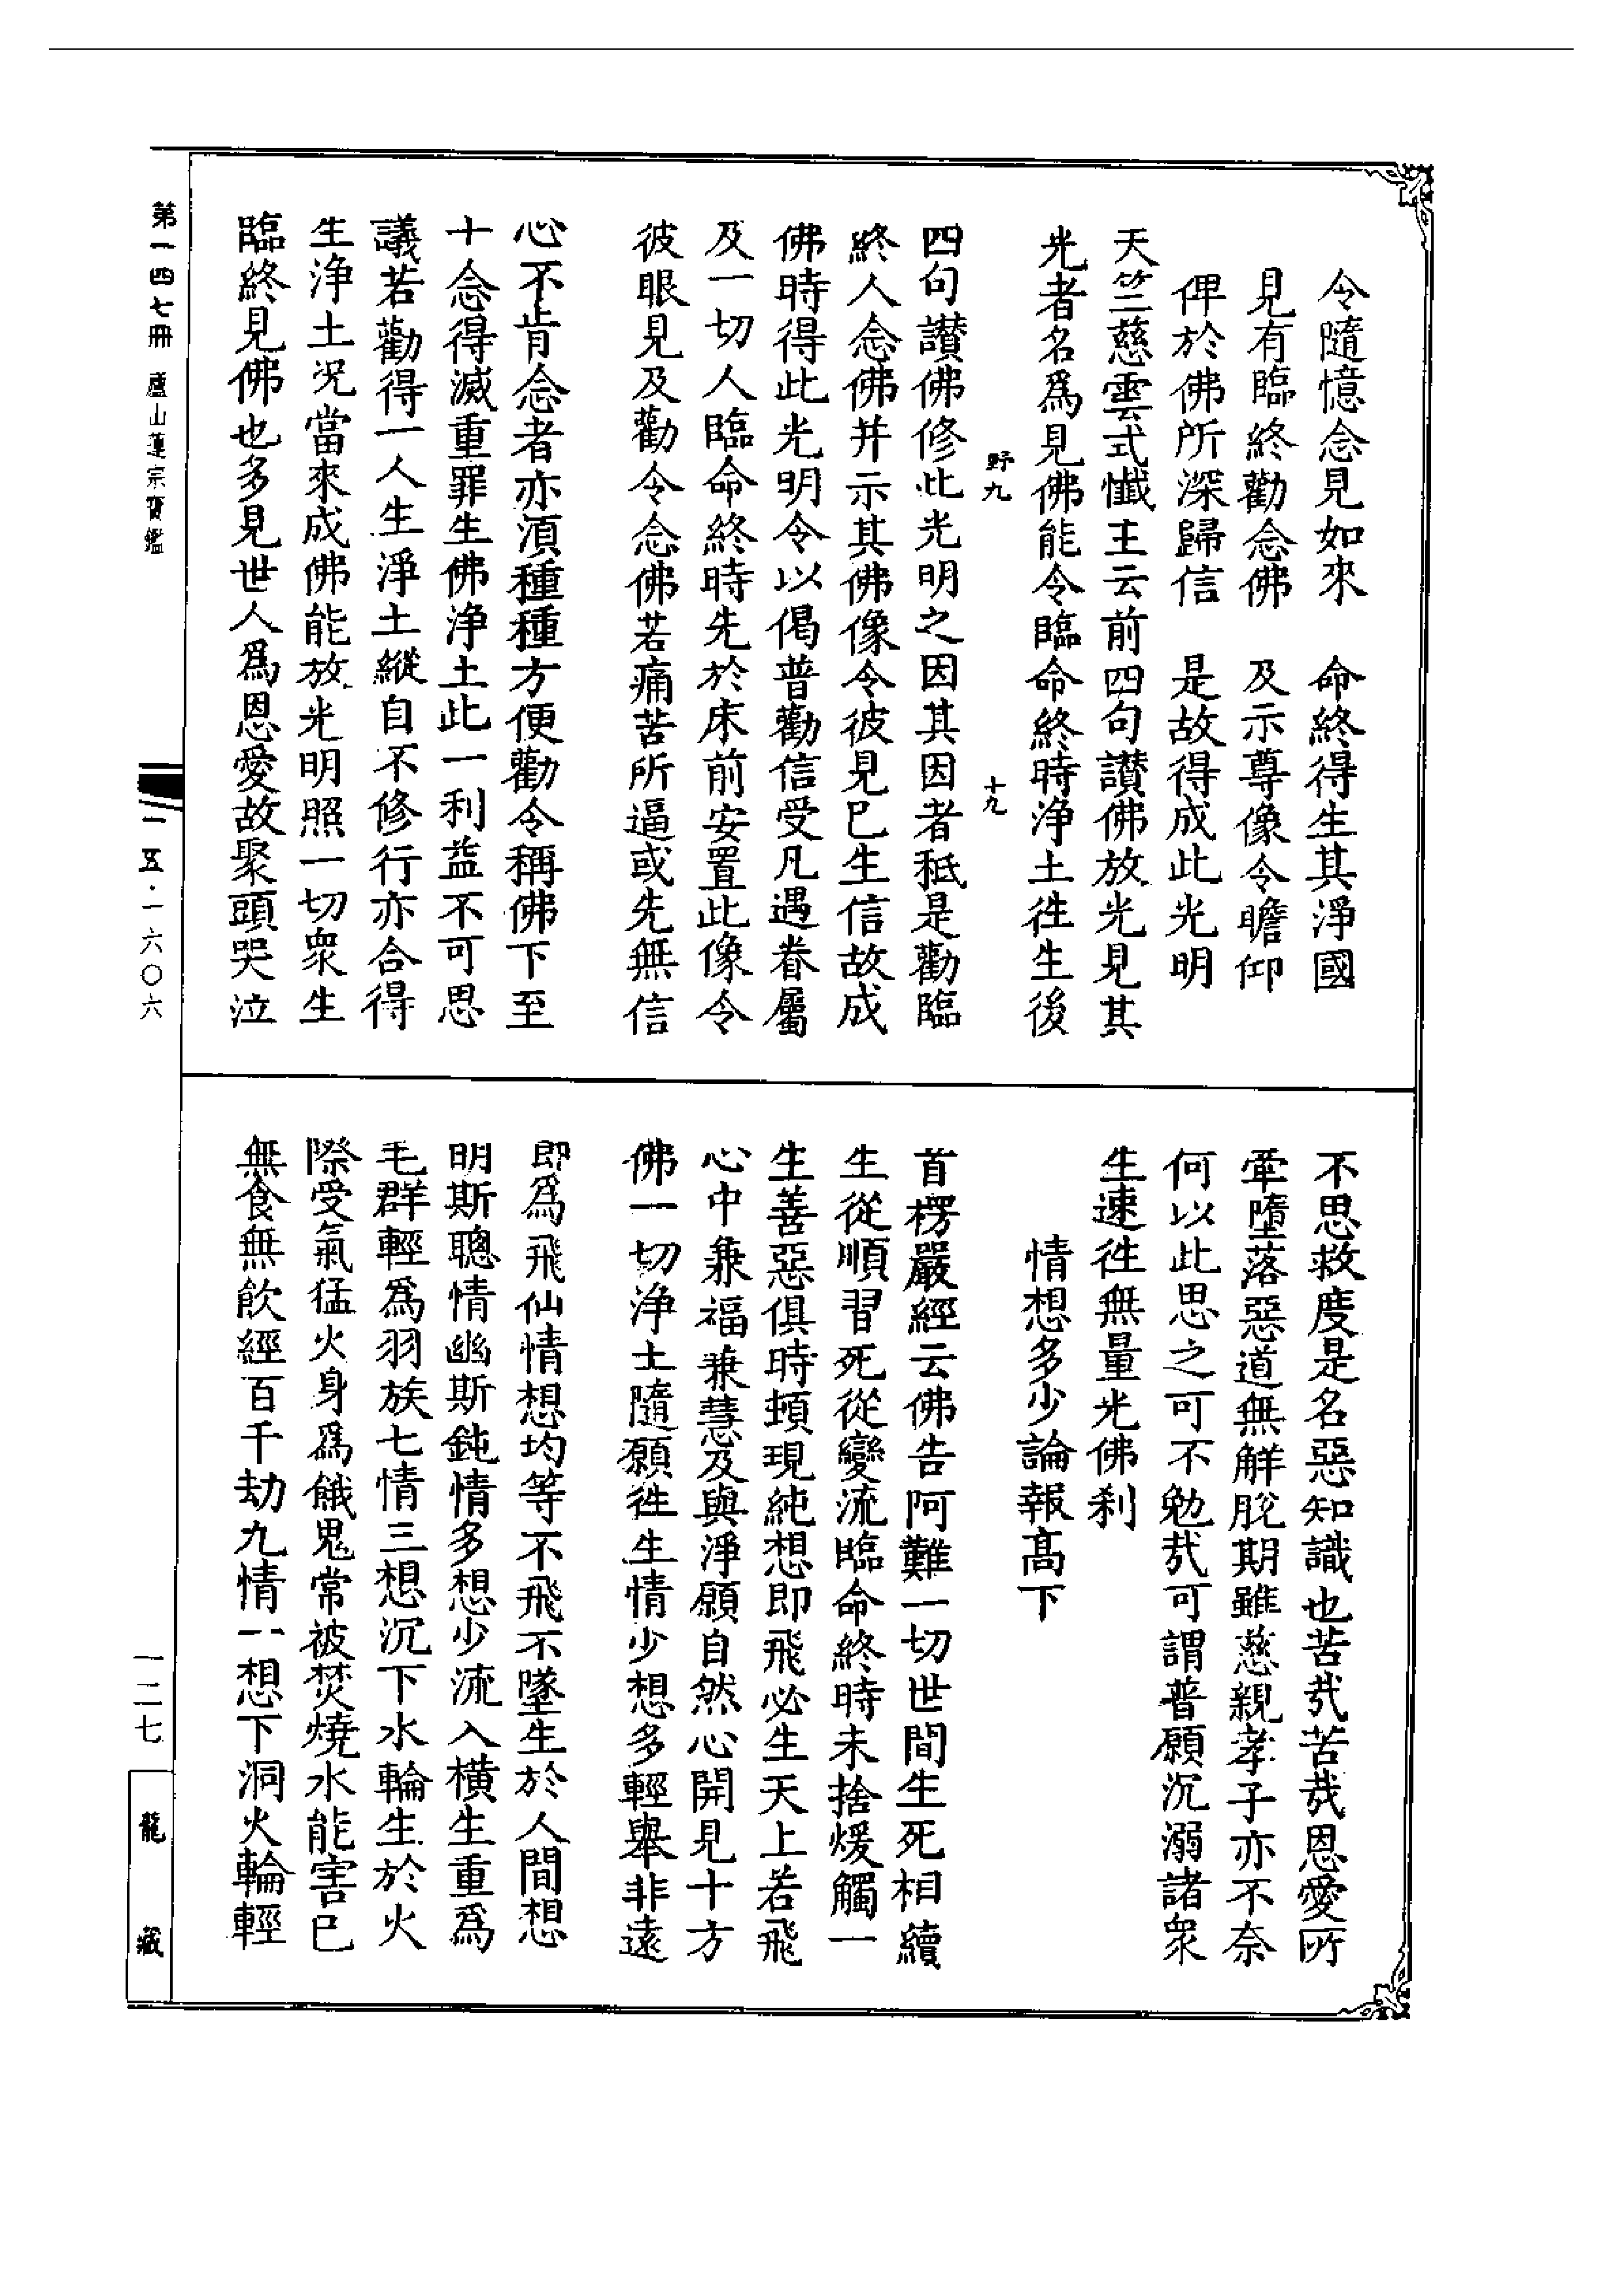 令隨憶念見如來　命終得生其淨國
見有臨終勸念佛　及示尊像令瞻仰
俾於佛所深歸信　是故得成此光明
天竺慈雲式懺主云前四句讃佛放光見其
光者名爲見佛能令臨命終時浄土徃生後
野九　十九
四句讃佛修此光明之因其因者秖是勸臨
終人念佛并示其佛像令彼見已生信故成
佛時得此光明令以偈普勸信受凡遇眷屬
及一切人臨命終時先於床前安置此像令
彼眼見及勸令念佛若痛苦所逼或先無信
心不肯念者亦須種種方便勸令稱佛下至
十念得滅重罪生佛浄土此一利益不可思
議若勸得一人生淨土縱自不修行亦合得
生浄土况當來成佛能放光明照一切衆生
臨終見佛也多見世人爲恩愛故聚頭哭泣
不思救度是名惡知識也苦哉苦哉恩愛所
牽墮落惡道無解脫期雖慈親孝子亦不奈
何以此思之可不勉哉可謂普願沉溺諸衆
生速徃無量光佛刹
情想多少論報高下
首楞嚴經云佛告阿難一切世間生死相續
生從順習死從變流臨命終時未捨煖觸一
生善惡俱時頓現純想即飛必生天上若飛
心中兼福兼慧及與淨願自然心開見十方
佛一切浄土隨願徃生情少想多輕舉非遠
即爲飛仙情想均等不飛不墜生於人間想
明斯聰情幽斯鈍情多想少流入橫生重爲
毛群輕爲羽族七情三想沉下水輪生於火
際受氣猛火身爲餓鬼常被焚燒水能害已
無食無飲經百千劫九情一想下洞火輪輕
第一四七冊　廬山蓮宗寶鑑
一五·一六〇六
一二七
龍藏